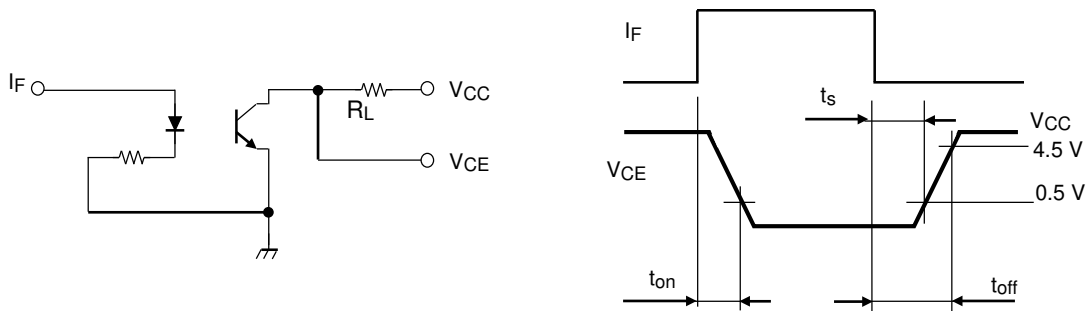 IF
RL
VCC
VCE
IF
ts
VCC
4.5 V
VCE
0.5 V
ton
toff